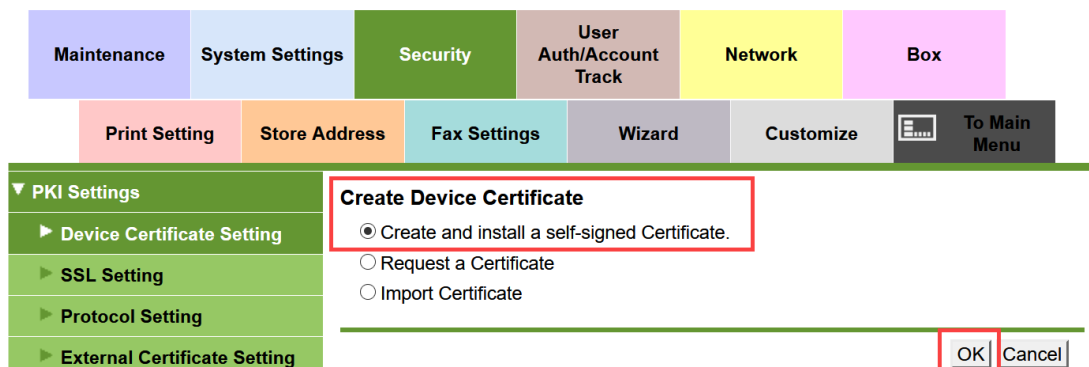 Maintenance
System Settings
Security
User
Auth/Account
Track
Network
Box
Print Setting
Store Address
Fax Settings
Wizard
Customize
To Main
Menu
PKI Settings
Device Certificate Setting
SSL Setting
Protocol Setting
External Certificate Setting
Create Device Certificate
Create and install a self-signed Certificate.
Request a Certificate
Import Certificate
OK
Cancel